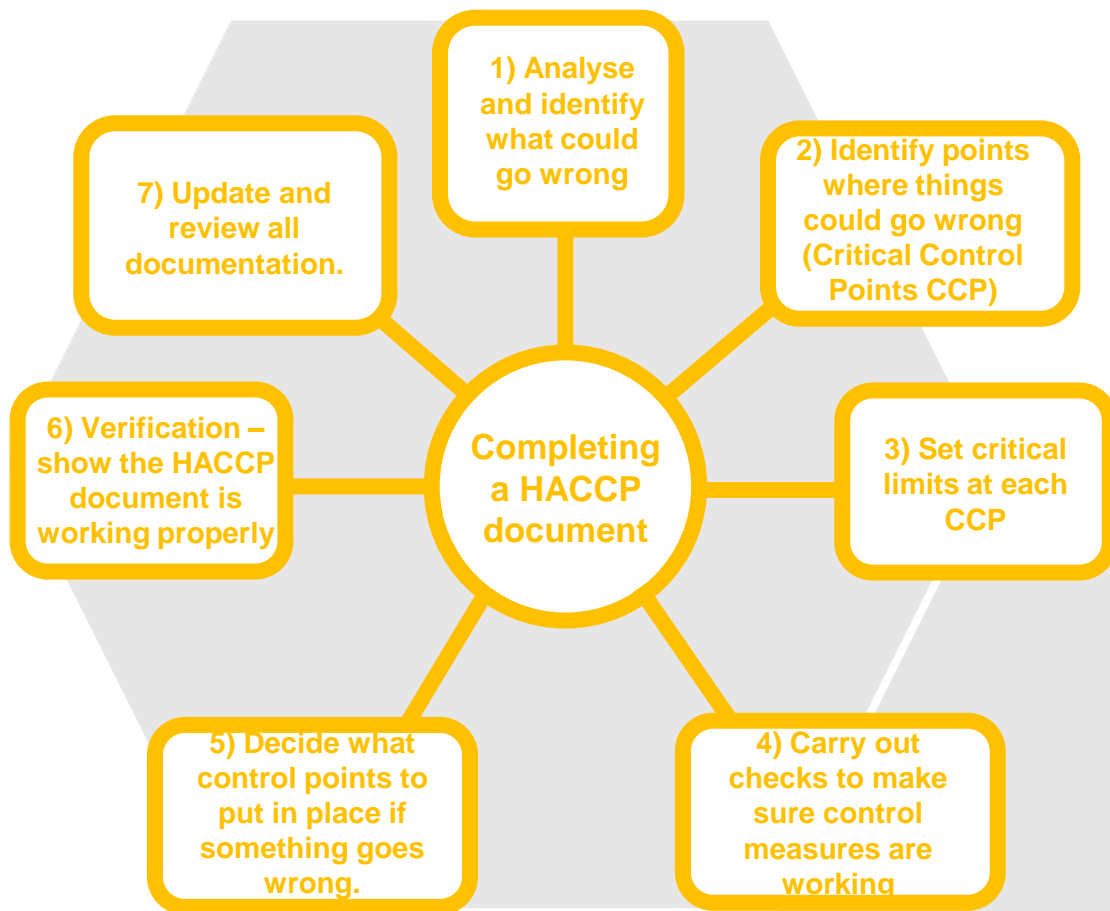 1) Analyse
and identify
what could
go wrong
2) Identify points
where things
could go wrong
(Critical Control
Points CCP)
3) Set critical
limits at each
CCP
4) Carry out
checks to make
sure control
measures are
working
5) Decide what
control points to
put in place if
something goes
wrong.
6) Verification –
show the HACCP
document is
working properly
7) Update and
review all
documentation.
Completing
a HACCP
document